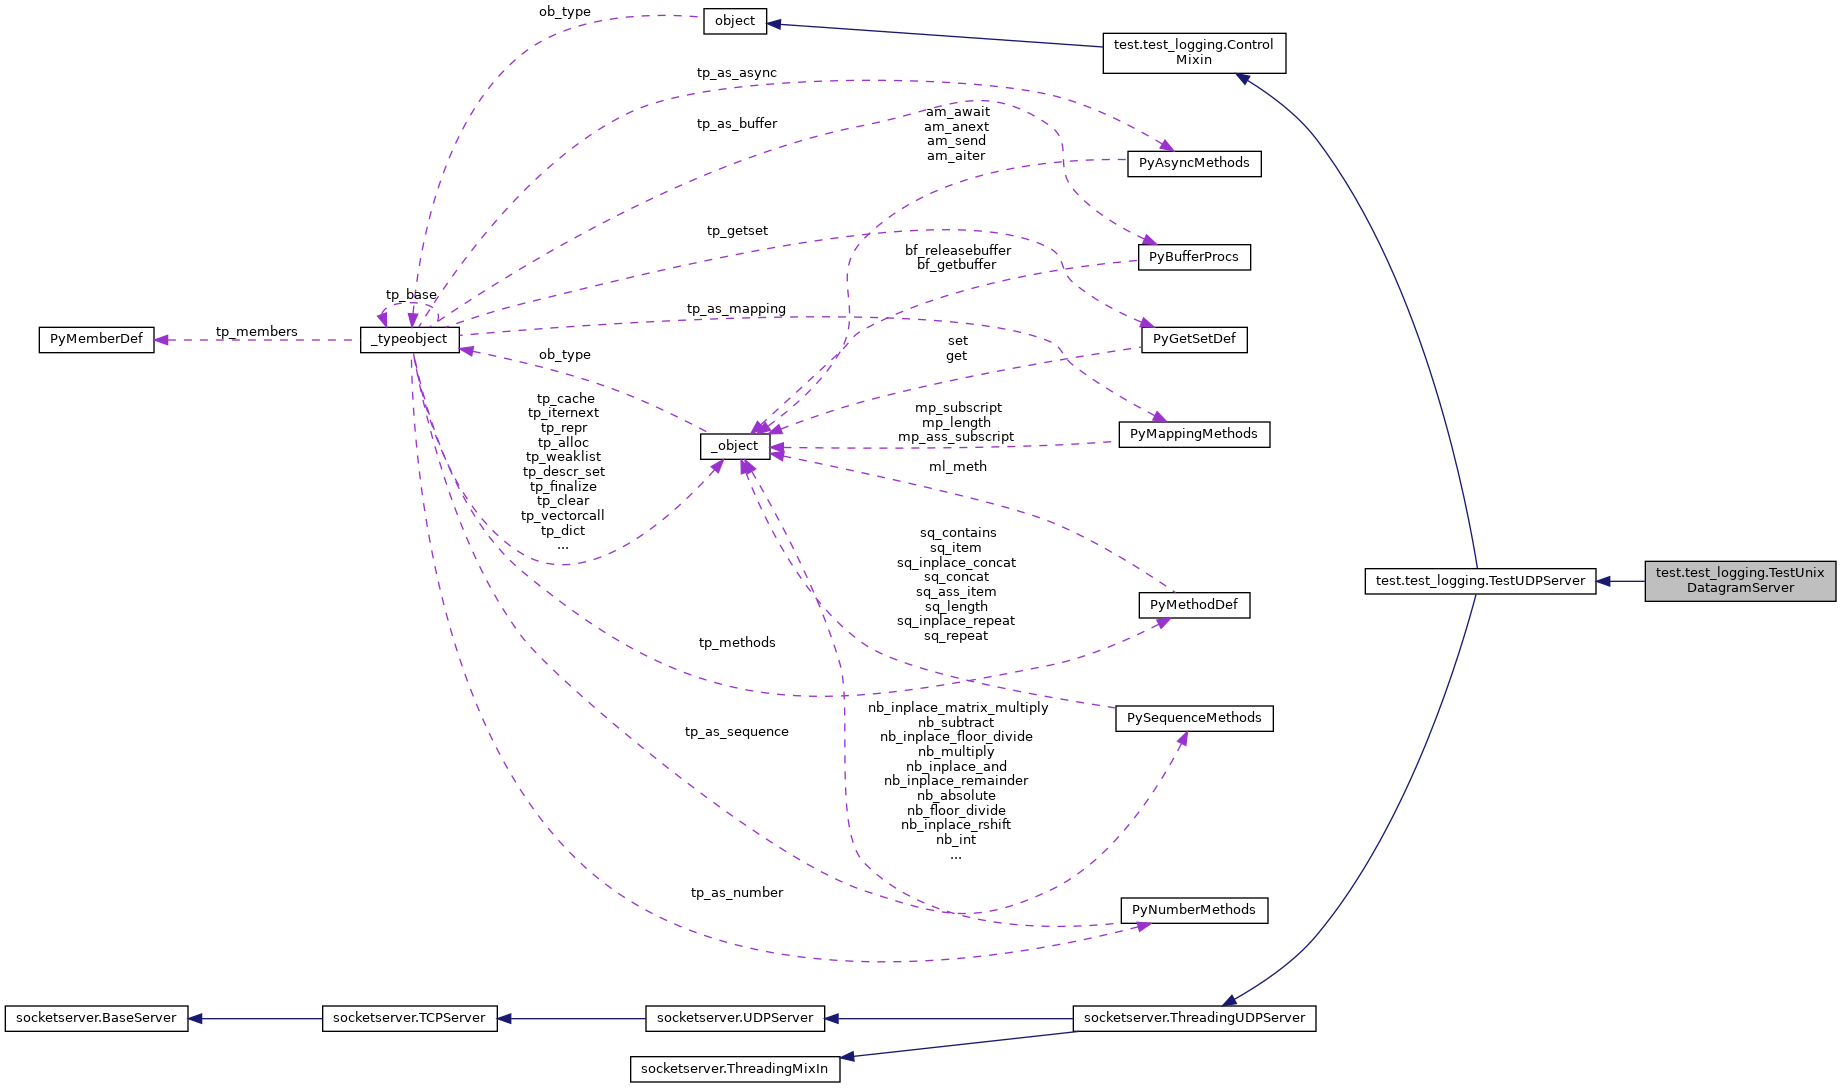 ob_type
object
test.test_logging.Control
Mixin
tp_as_async
tp_as_buffer
am_await
am_anext
am_send
am_aiter
PyAsyncMethods
tp_getset
bf_releasebuffer
bf_getbuffer
PyBufferProcs
tp_base
tp_as_mapping
PyMemberDef
tp_members
_typeobject
ob_type
set
get
PyGetSetDef
tp_cache
tp_iternext
tp_repr
tp_alloc
tp_weaklist
tp_descr_set
tp_finalize
tp_clear
tp_vectorcall
tp_dict
...
_object
mp_subscript
mp_length
mp_ass_subscript
PyMappingMethods
ml_meth
sq_contains
sq_item
sq_inplace_concat
sq_concat
sq_ass_item
sq_length
sq_inplace_repeat
sq_repeat
PyMethodDef
test.test_logging.TestUDPServer
test.test_logging.TestUnix
DatagramServer
tp_methods
tp_as_sequence
nb_inplace_matrix_multiply
nb_subtract
nb_inplace_floor_divide
nb_multiply
nb_inplace_and
nb_inplace_remainder
nb_absolute
nb_floor_divide
nb_inplace_rshift
nb_int
...
PySequenceMethods
tp_as_number
PyNumberMethods
socketserver.BaseServer
socketserver.TCPServer
socketserver.UDPServer
socketserver.ThreadingUDPServer
socketserver.ThreadingMixIn